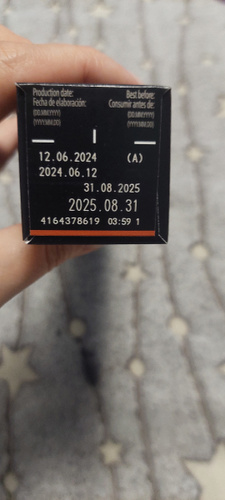 Production date: Best before:
Fecha de elaboración: Consumir antes de:
(DD.MM.YYYY) (DD.MM.YYYY)
(YYYY.MM.DD) (YYYY.MM.DD)
12.06.2024 (A)
2024.06.12
31.08.2025
2025.08.31
4164378619 03:59 1